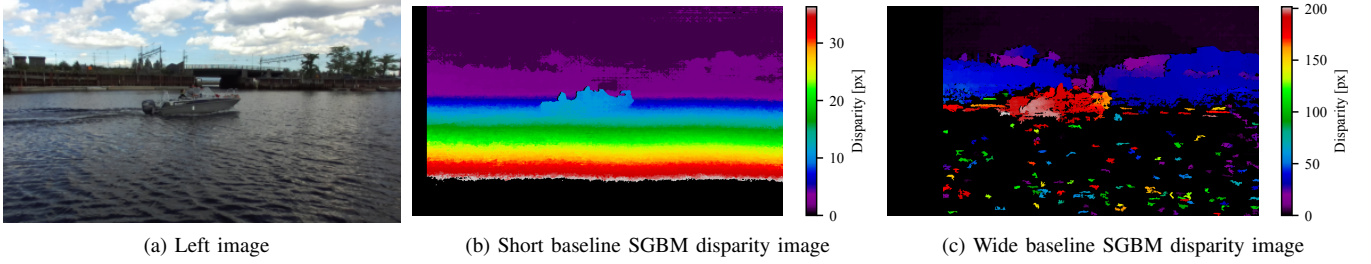 30
20
10
0
Disparity [px]
200
150
100
50
0
Disparity [px]
(a) Left image
(b) Short baseline SGBM disparity image
(c) Wide baseline SGBM disparity image